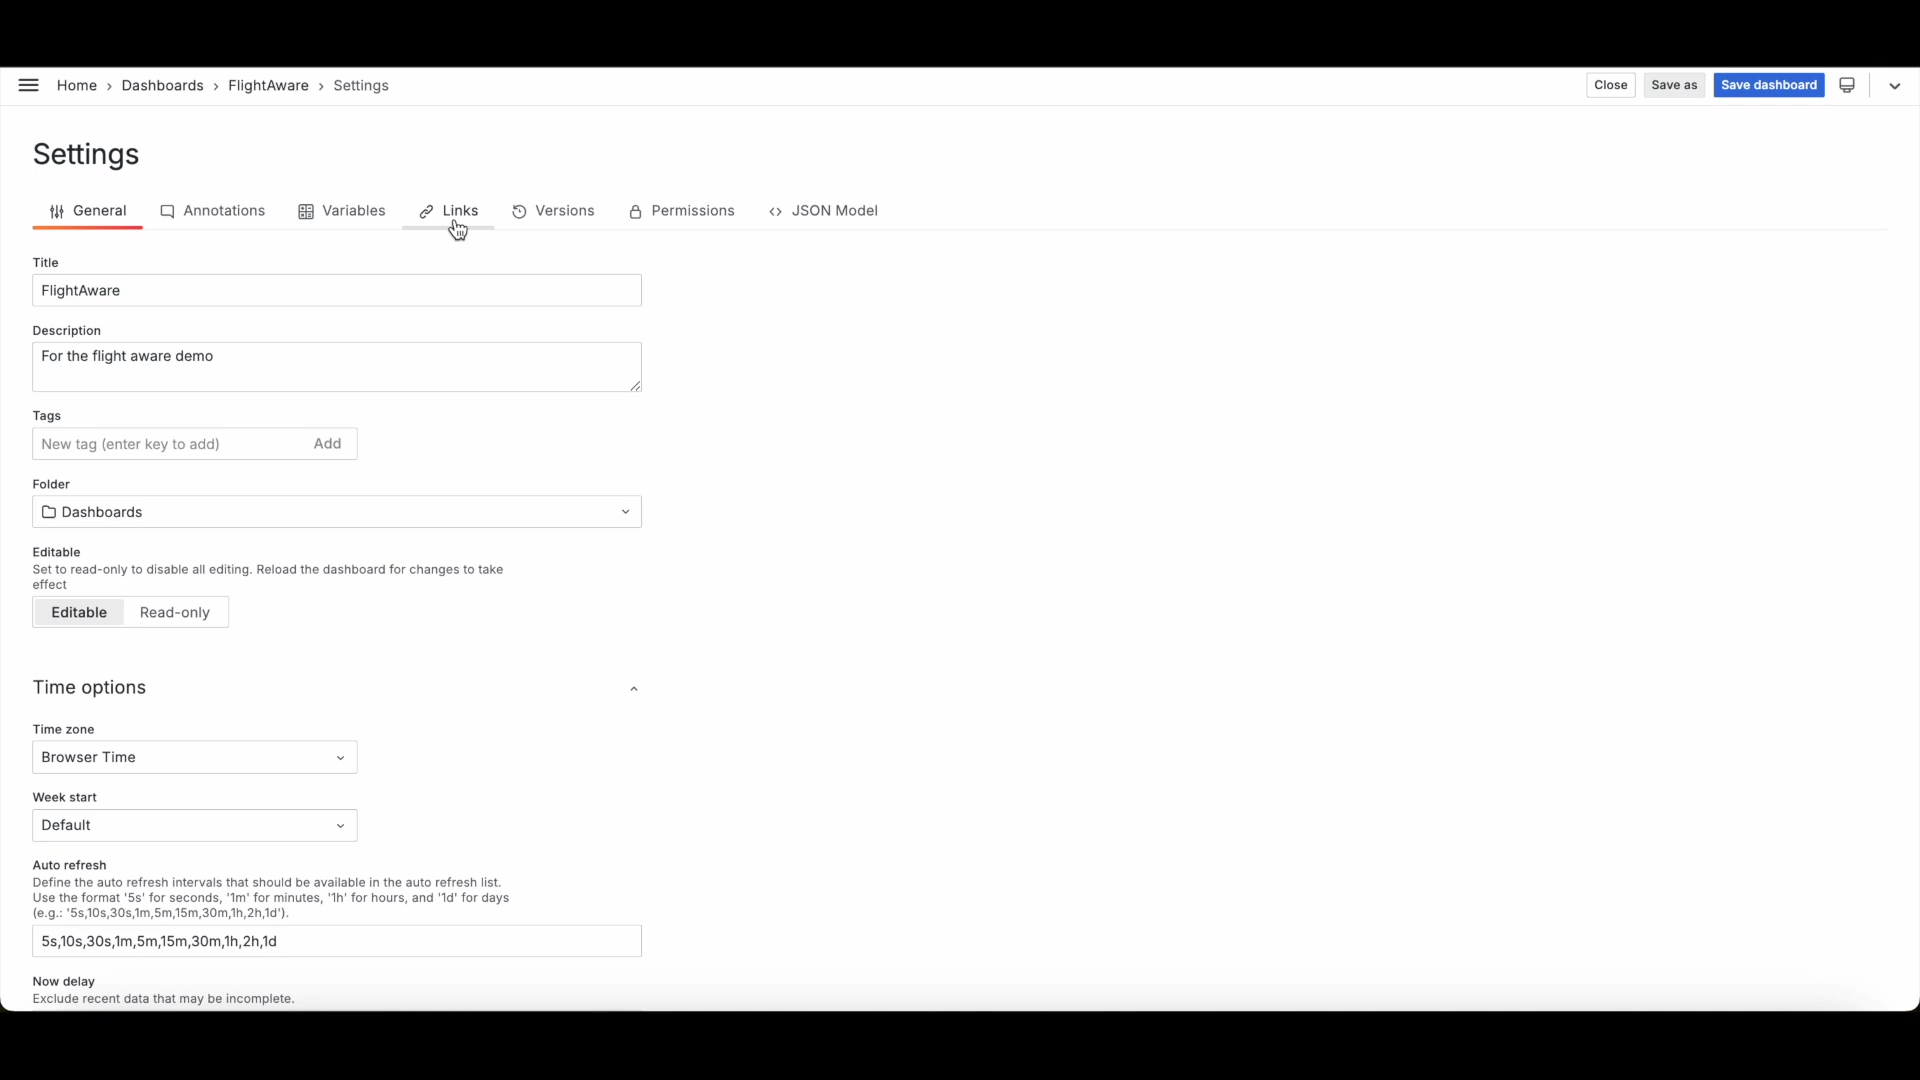 Home › Dashboards › FlightAware › Settings
Close Save as Save dashboard
Settings
General Annotations Variables Links Versions Permissions JSON Model
Title
FlightAware
Description
For the flight aware demo
Tags
New tag (enter key to add) Add
Folder
Dashboards
Editable
Set to read-only to disable all editing. Reload the dashboard for changes to take
effect
Editable Read-only
Time options
Time zone
Browser Time
Week start
Default
Auto refresh
Define the auto refresh intervals that should be available in the auto refresh list.
Use the format '5s' for seconds, '1m' for minutes, '1h' for hours, and '1d' for days
(e.g.: '5s,10s,30s,1m,5m,15m,30m,1h,2h,1d').
5s,10s,30s,1m,5m,15m,30m,1h,2h,1d
Now delay
Exclude recent data that may be incomplete.